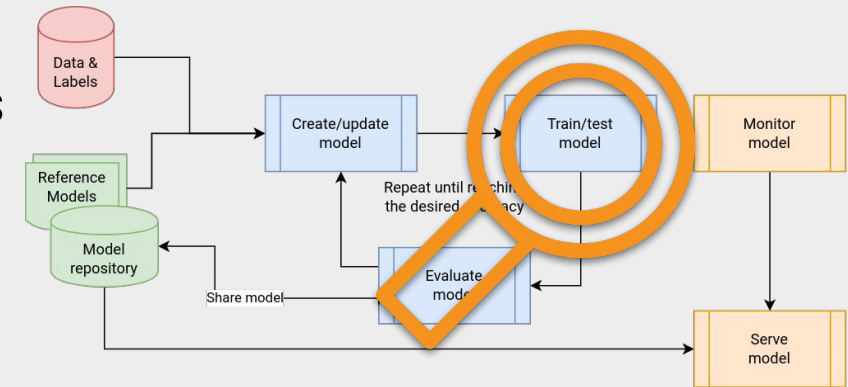 s
Data &
Labels
Create/update
model
Train/test
model
Monitor
model
Reference
Models
Repeat until
the desired
Model
repository
Evaluate
Share model
Serve
model